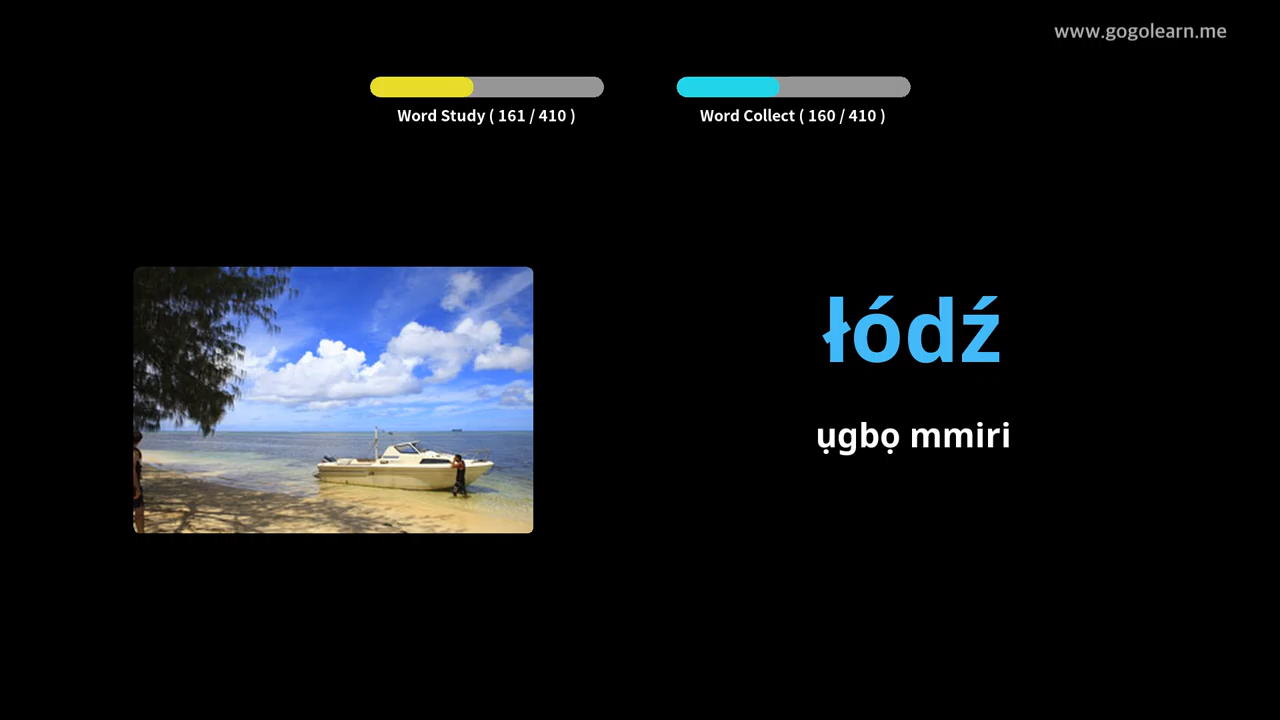 www.gogolearn.me
Word Study ( 161 / 410 )
Word Collect ( 160 / 410 )
łódź
ụgbọ mmiri